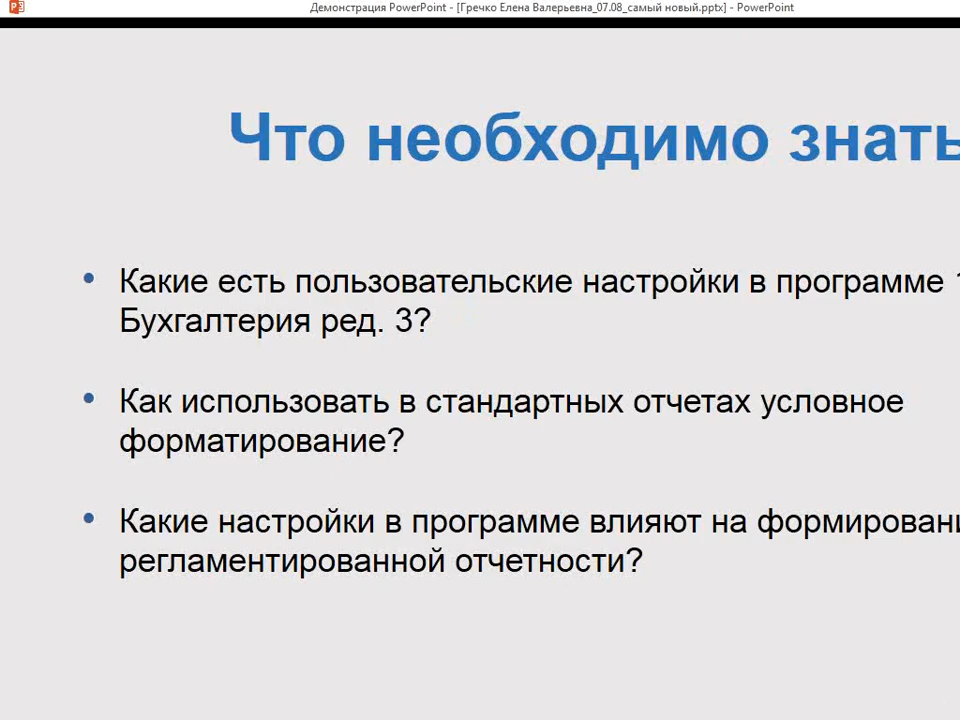 Демонстрация PowerPoint - [Гречко Елена Валерьевна_07.08_самый новый.pptx] - PowerPoint
Что необходимо знать
• Какие есть пользовательские настройки в программе
Бухгалтерия ред. 3?
• Как использовать в стандартных отчетах условное
форматирование?
• Какие настройки в программе влияют на
регламентированной отчетности?